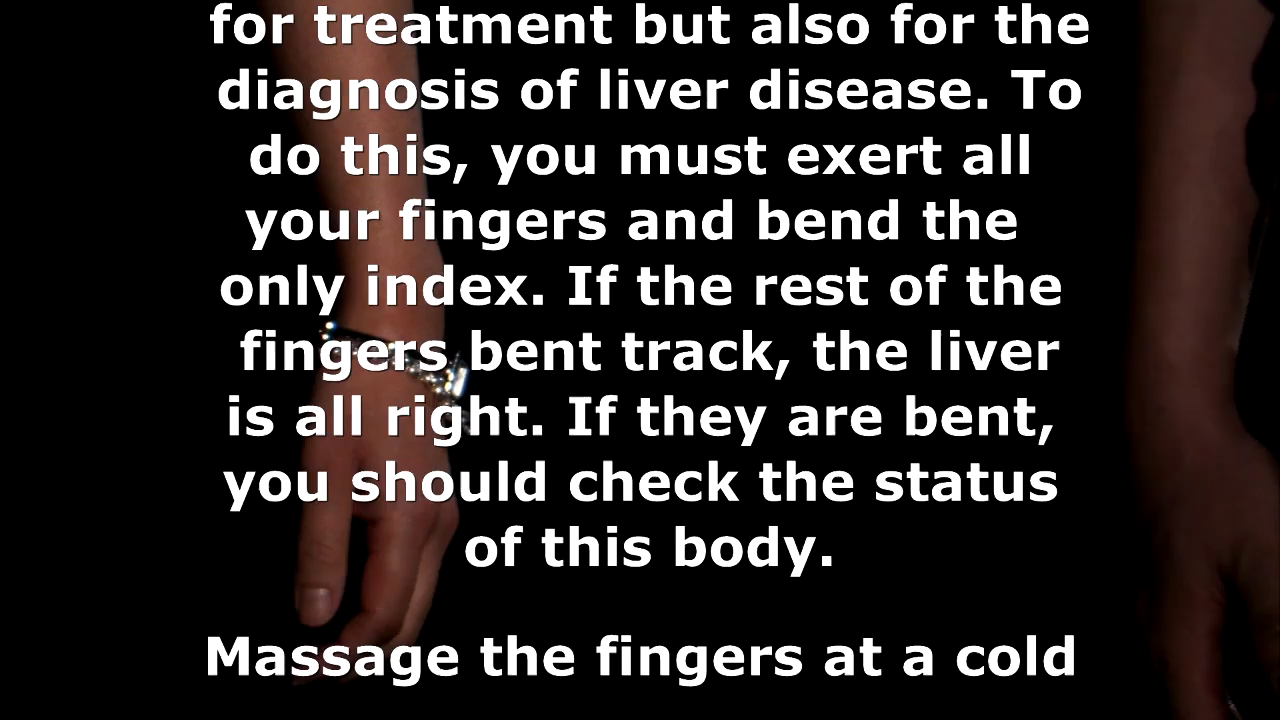 for treatment but also for the
diagnosis of liver disease. To
do this, you must exert all
your fingers and bend the
only index. If the rest of the
fingers bent track, the liver
is all right. If they are bent,
you should check the status
of this body.
Massage the fingers at a cold